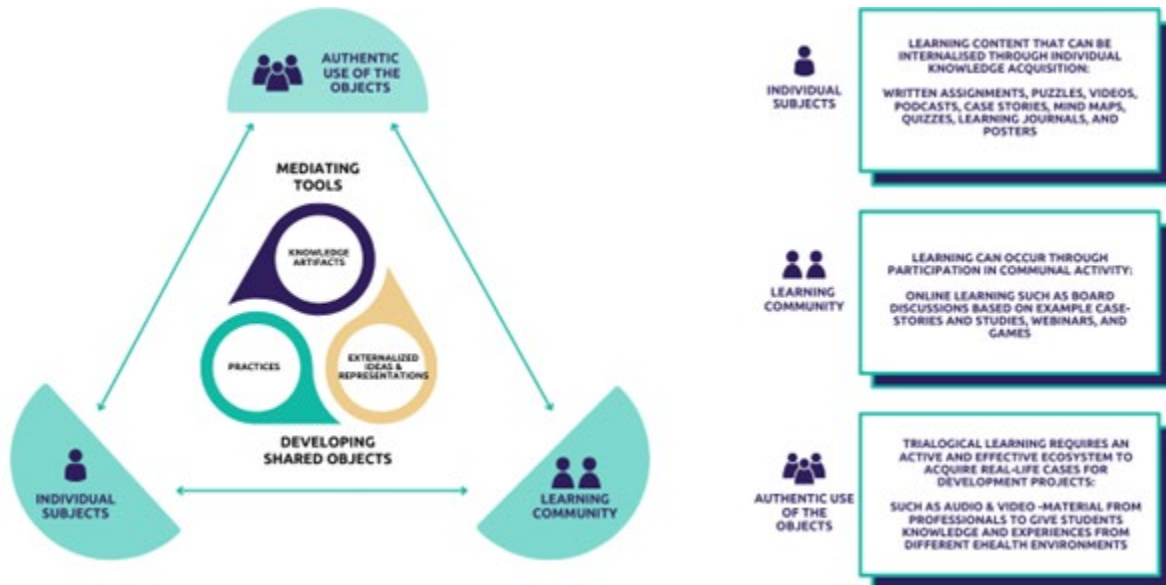 AUTHENTIC
USE OF THE
OBJECTS
MEDIATING
TOOLS
KNOWLEDGE
ARTIFACTS
PRACTICES
EXTERNALIZED
IDEAS &
REPRESENTATIONS
DEVELOPING
SHARED OBJECTS
INDIVIDUAL
SUBJECTS
LEARNING
COMMUNITY
INDIVIDUAL
SUBJECTS
LEARNING CONTENT THAT CAN BE
INTERNALISED THROUGH INDIVIDUAL
KNOWLEDGE ACQUISITION:
WRITTEN ASSIGNMENTS, PUZZLES, VIDEOS,
PODCASTS, CASE STORIES, MIND MAPS,
QUIZZES, LEARNING JOURNALS, AND
POSTERS
LEARNING
COMMUNITY
LEARNING CAN OCCUR THROUGH
PARTICIPATION IN COMMUNAL ACTIVITY:
ONLINE LEARNING SUCH AS BOARD
DISCUSSIONS BASED ON EXAMPLE CASE-
STORIES AND STUDIES, WEBINARS, AND
GAMES
AUTHENTIC USE
OF THE
OBJECTS
TRIALOGICAL LEARNING REQUIRES AN
ACTIVE AND EFFECTIVE ECOSYSTEM TO
ACQUIRE REAL-LIFE CASES FOR
DEVELOPMENT PROJECTS:
SUCH AS AUDIO & VIDEO -MATERIAL FROM
PROFESSIONALS TO GIVE STUDENTS
KNOWLEDGE AND EXPERIENCES FROM
DIFFERENT EHEALTH ENVIRONMENTS